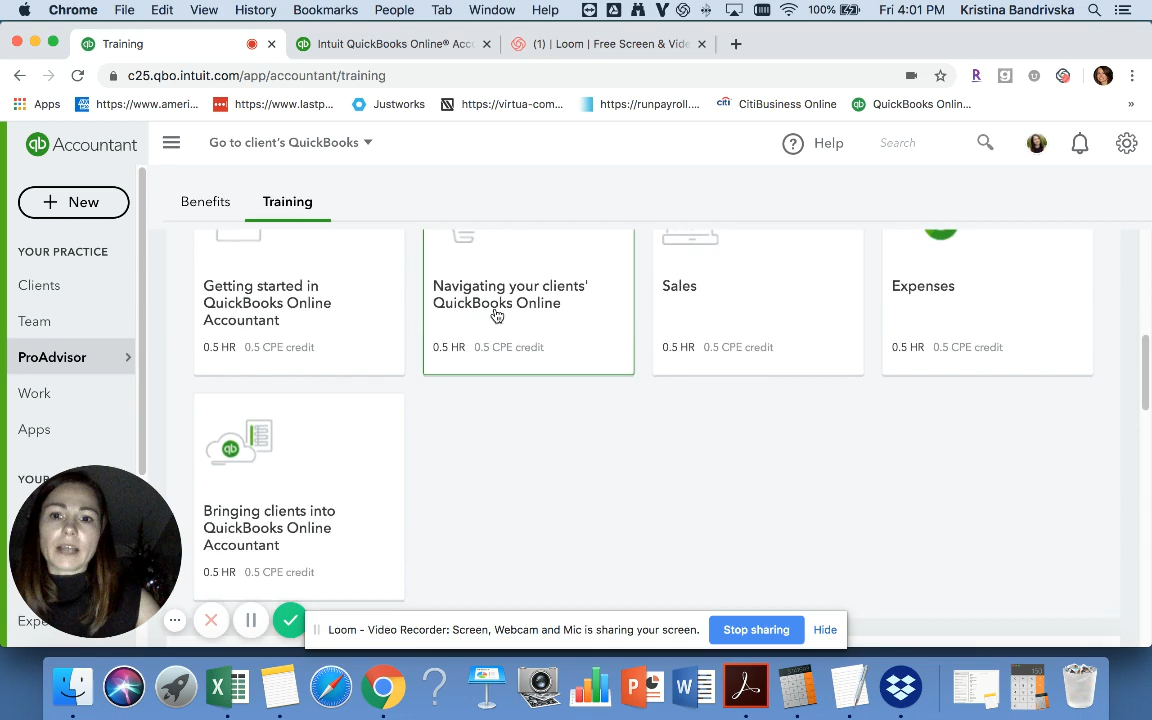 Chrome File Edit View History Bookmarks People Tab Window Help 100% Fri 4:01 PM Kristina Bandrivska
Training
Intuit QuickBooks Online® Acc
(1) | Loom | Free Screen & Vide
c25.qbo.intuit.com/app/accountant/training
Apps https://www.ameri... https://www.lastp... Justworks https://virtua-com... https://runpayroll.... CitiBusiness Online QuickBooks Onlin... »
qb Accountant
Go to client's QuickBooks
Help
Search
+ New
Benefits
Training
YOUR PRACTICE
Clients
Team
ProAdvisor
Work
Apps
YOUR
Expe
Getting started in
QuickBooks Online
Accountant
0.5 HR 0.5 CPE credit
Navigating your clients'
QuickBooks Online
0.5 HR 0.5 CPE credit
Sales
0.5 HR 0.5 CPE credit
Expenses
0.5 HR 0.5 CPE credit
qb
Bringing clients into
QuickBooks Online
Accountant
0.5 HR 0.5 CPE credit
Loom - Video Recorder: Screen, Webcam and Mic is sharing your screen.
Stop sharing
Hide